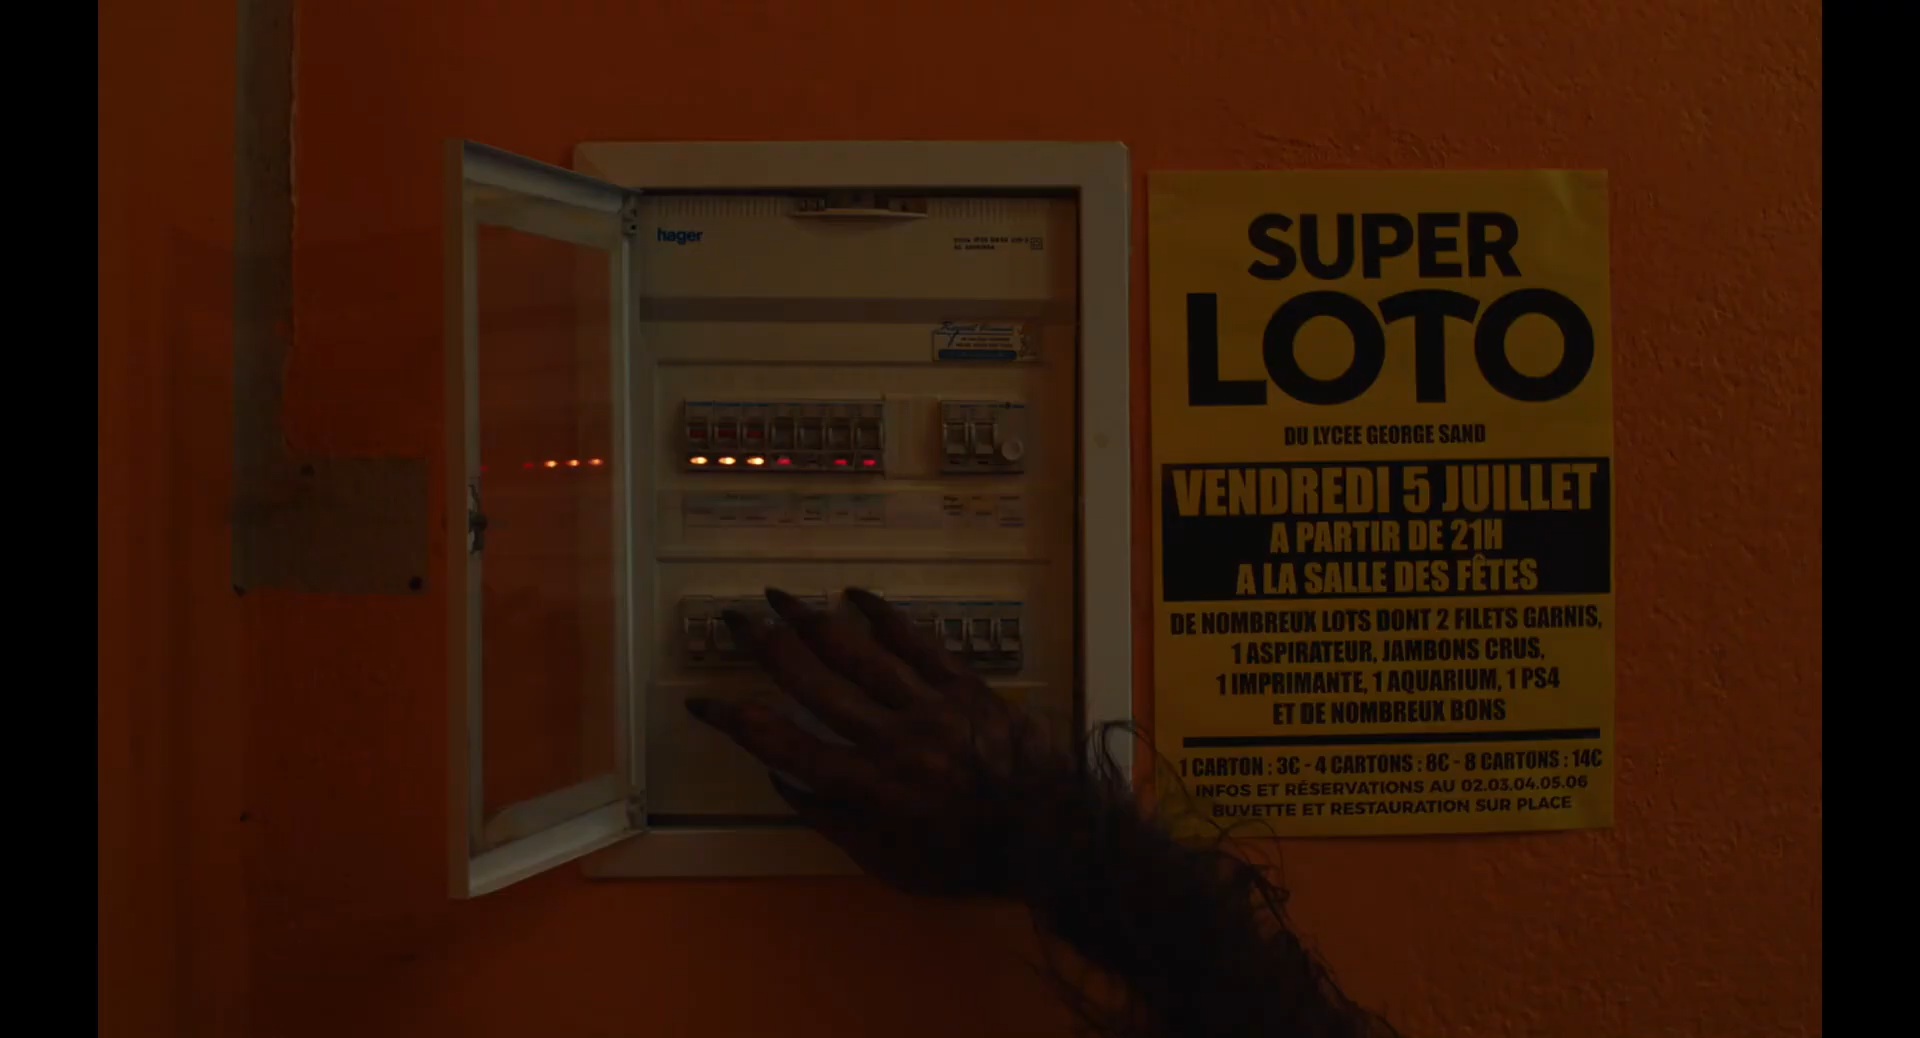 hager
SUPER
LOTO
DU LYCEE GEORGE SAND
VENDREDI 5 JUILLET
A PARTIR DE 21H
A LA SALLE DES FÊTES
DE NOMBREUX LOTS DONT 2 FILETS GARNIS,
1 ASPIRATEUR, JAMBONS CRUS,
1 IMPRIMANTE, 1 AQUARIUM, 1 PS4
ET DE NOMBREUX BONS
1 CARTON : 3€ - 4 CARTONS : 8€ - 8 CARTONS : 14€
INFOS ET RÉSERVATIONS AU 02.03.04.05.06
BUVETTE ET RESTAURATION SUR PLACE